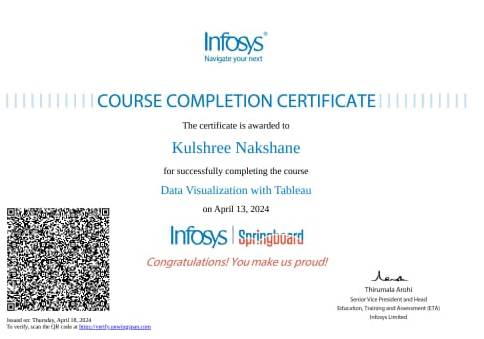 Infosys®
Navigate your next
COURSE COMPLETION CERTIFICATE
The certificate is awarded to
Kulshree Nakshane
for successfully completing the course
Data Visualization with Tableau
on April 13, 2024
Infosys | Springboard
Congratulations! You make us proud!
Thirumala Arohi
Senior Vice President and Head
Education, Training and Assessment (ETA)
Infosys Limited
Issued on: Thursday, April 18, 2024
To verify, scan the QR code at https://verify.onwingspan.com